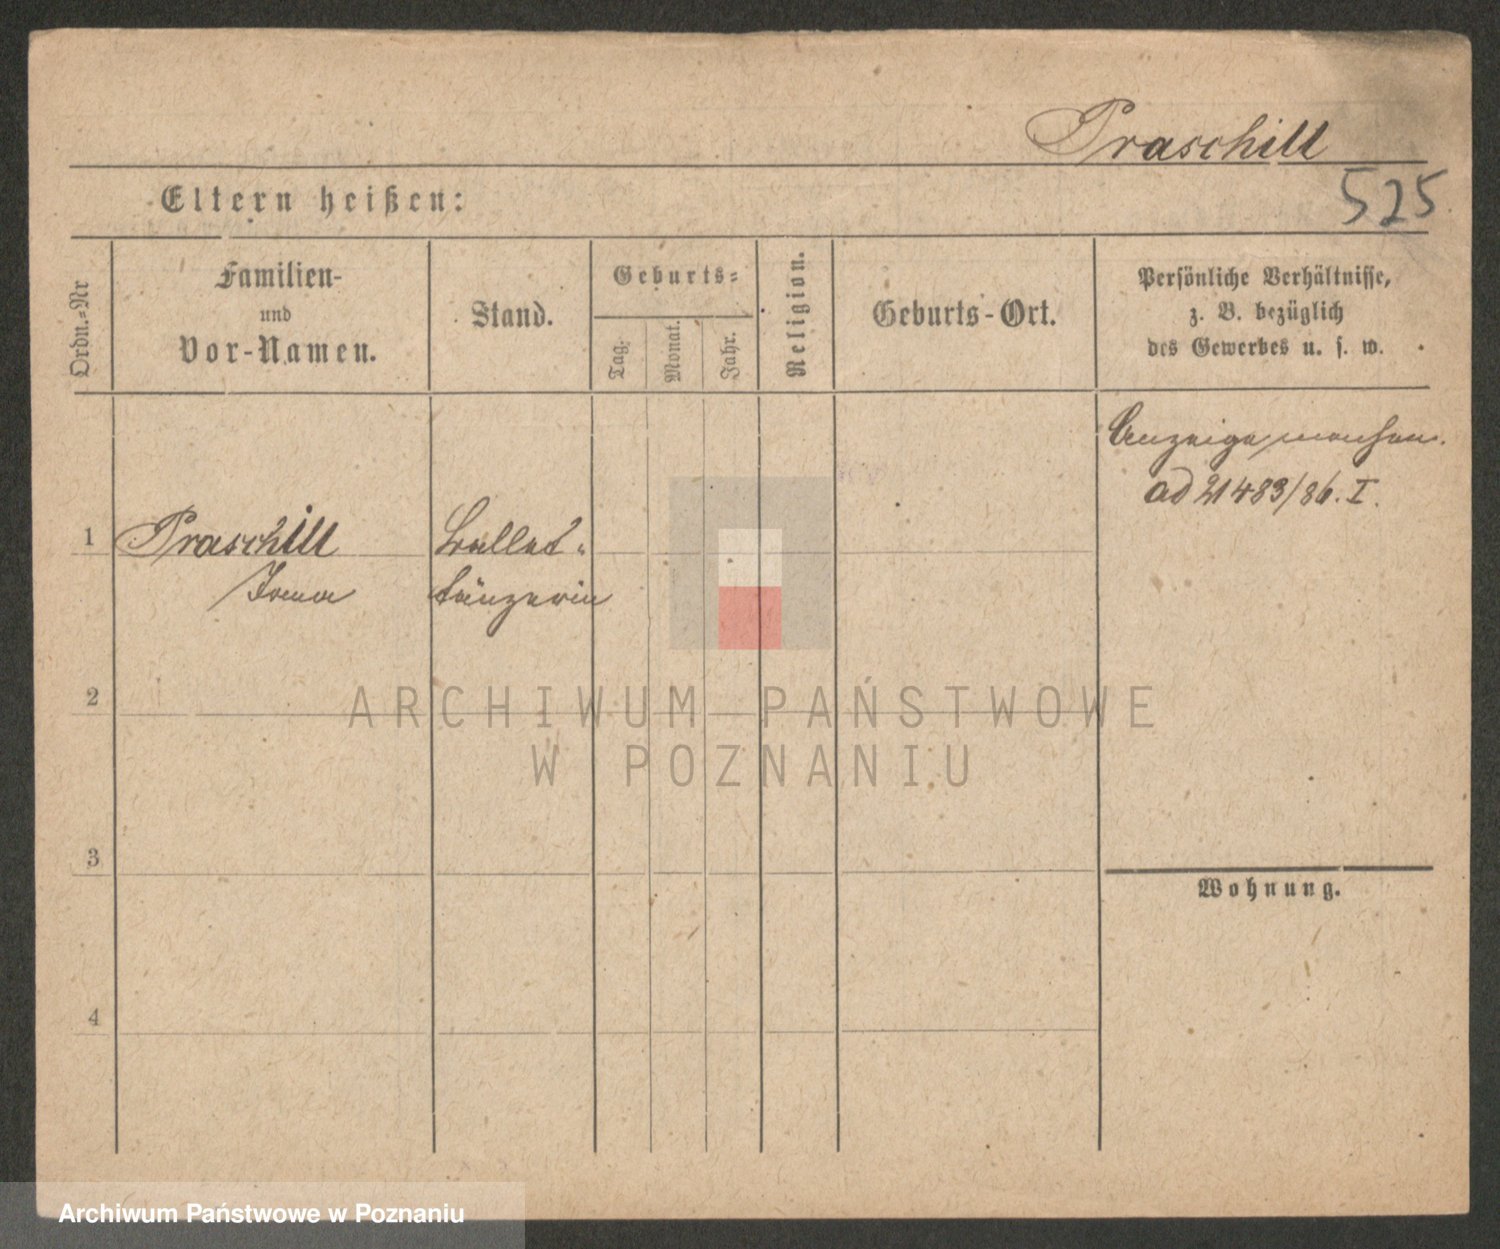 Praschill
525
Eltern heißen:
Ordn.-Nr
Familien-
und
Vor-Namen.
Stand.
Geburts-
Tag.
Monat.
Jahr.
Religion.
Geburts-Ort.
Persönliche Verhältnisse,
z. B. bezüglich
des Gewerbes u. s. w.
Anzeige
ad 21483/86. I.
1
Praschill
Irma
Ballet-
tänzerin
2
ARCHIWUM PAŃSTWOWE
W POZNANIU
3
Wohnung.
4
Archiwum Państwowe w Poznaniu